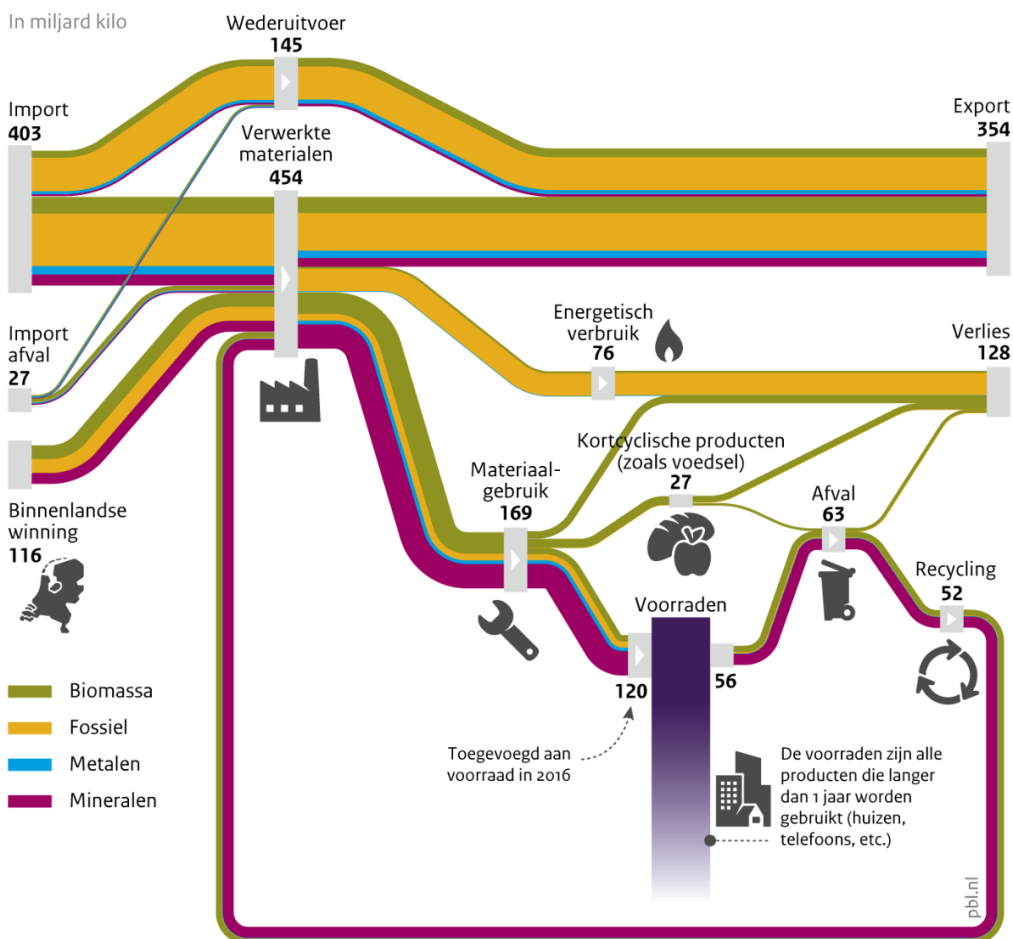 In miljard kilo
Wederuitvoer
145
Import
403
Export
354
Verwerkte
materialen
454
Import
afval
27
Energetisch
verbruik
76
Verlies
128
Kortcyclische producten
(zoals voedsel)
27
Materiaal-
gebruik
169
Afval
63
Binnenlandse
winning
116
Recycling
52
Voorraden
120
56
Biomassa
Fossiel
Metalen
Mineralen
Toegevoegd aan
voorraad in 2016
De voorraden zijn alle
producten die langer
dan 1 jaar worden
gebruikt (huizen,
telefoons, etc.)
pbl.nl